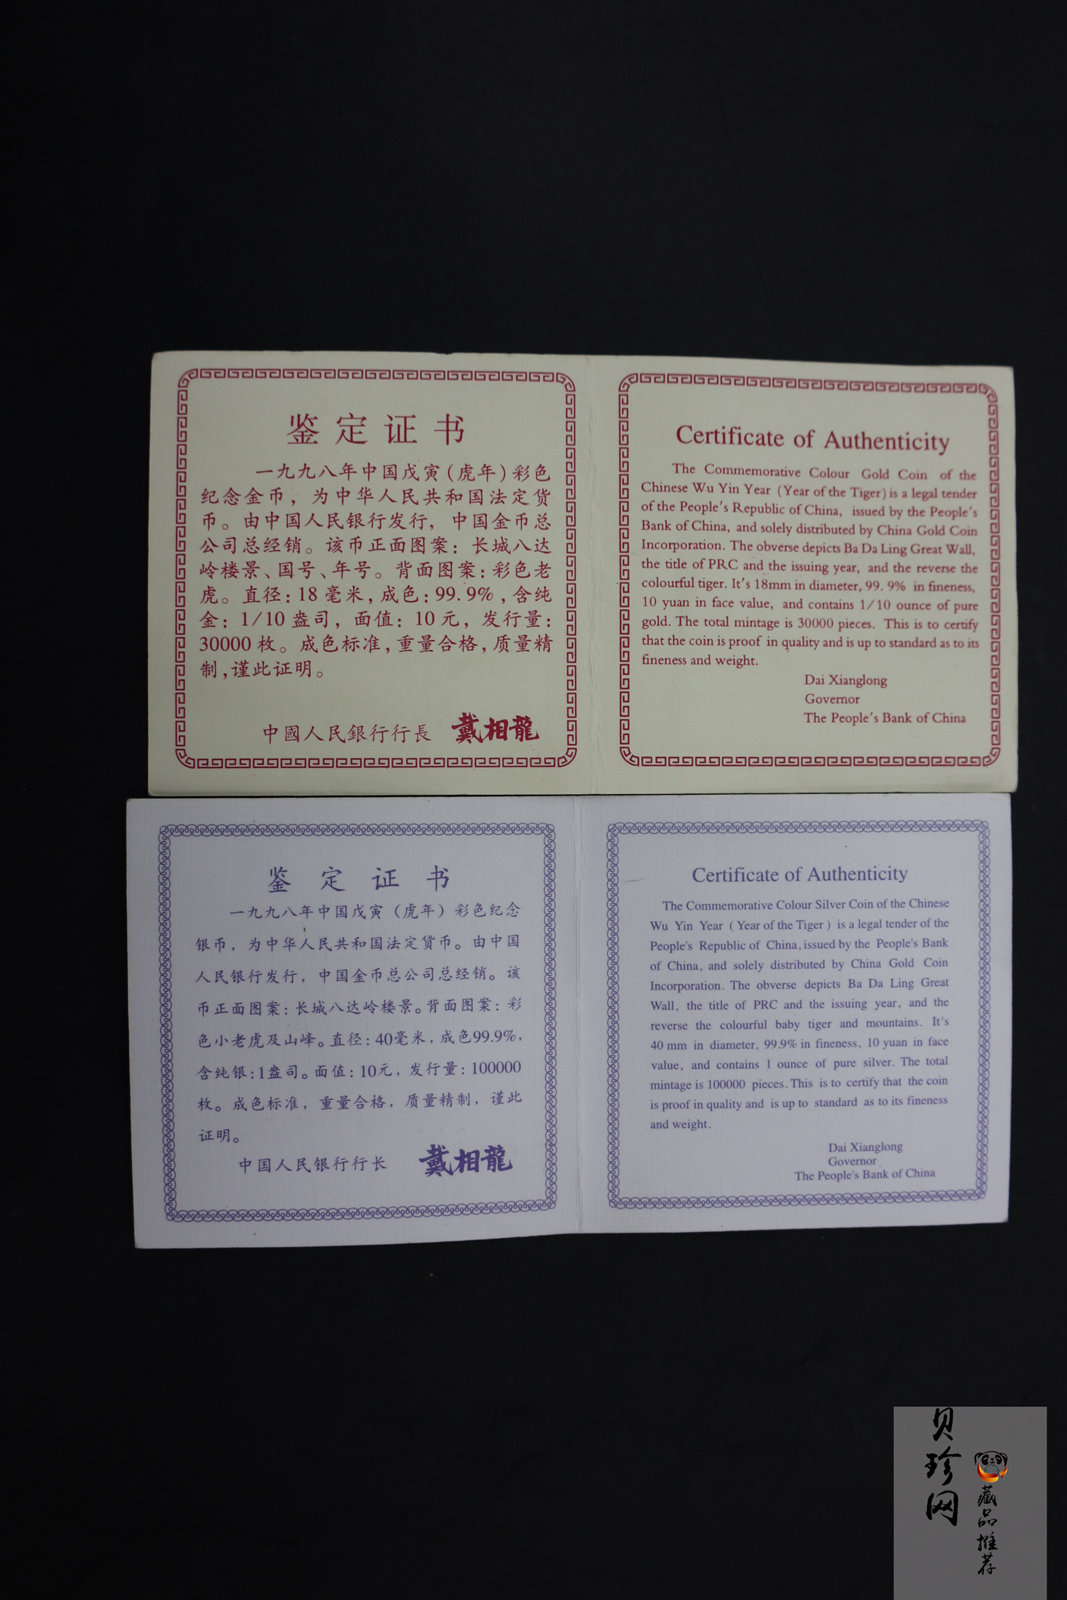 鉴定证书
一九九八年中国戊寅(虎年)彩色
纪念金币，为中华人民共和国法定货
币。由中国人民银行发行，中国金币总
公司总经销。该币正面图案：长城八达
岭楼景、国号、年号。背面图案：彩色老
虎。直径：18毫米，成色：99.9%，含纯
金：1/10盎司，面值：10元，发行量：
30000枚。成色标准，重量合格，质量精
制，谨此证明。
中國人民銀行行長 戴相龍
Certificate of Authenticity
The Commemorative Colour Gold Coin of the
Chinese Wu Yin Year (Year of the Tiger) is a legal tender
of the People's Republic of China, issued by the People's
Bank of China, and solely distributed by China Gold Coin
Incorporation. The obverse depicts Ba Da Ling Great Wall,
the title of PRC and the issuing year, and the reverse the
colourful tiger. It's 18mm in diameter, 99. 9% in fineness,
10 yuan in face value, and contains 1/10 ounce of pure
gold. The total mintage is 30000 pieces. This is to certify
that the coin is proof in quality and is up to standard as to its
fineness and weight.
Dai Xianglong
Governor
The People's Bank of China
鉴定证书
一九九八年中国戊寅（虎年）彩色纪念
银币，为中华人民共和国法定货币。由中国
人民银行发行，中国金币总公司总经销。该
币正面图案：长城八达岭楼景。背面图案：彩
色小老虎及山峰。直径：40毫米，成色99.9%，
含纯银：1盎司。面值：10元，发行量：100000
枚。成色标准，重量合格，质量精制，谨此
证明。
中国人民银行行长 戴相龍
Certificate of Authenticity
The Commemorative Colour Silver Coin of the Chinese
Wu Yin Year ( Year of the Tiger ) is a legal tender of the
People's Republic of China, issued by the People's Bank
of China, and solely distributed by China Gold Coin
Incorporation. The obverse depicts Ba Da Ling Great
Wall, the title of PRC and the issuing year, and the
reverse the colourful baby tiger and mountains. It's
40 mm in diameter, 99.9% in fineness, 10 yuan in face
value, and contains 1 ounce of pure silver. The total
mintage is 100000 pieces. This is to certify that the coin
is proof in quality and is up to standard as to its fineness
and weight.
Dai Xianglong
Governor
The People's Bank of China
贝珍网
藏品推荐